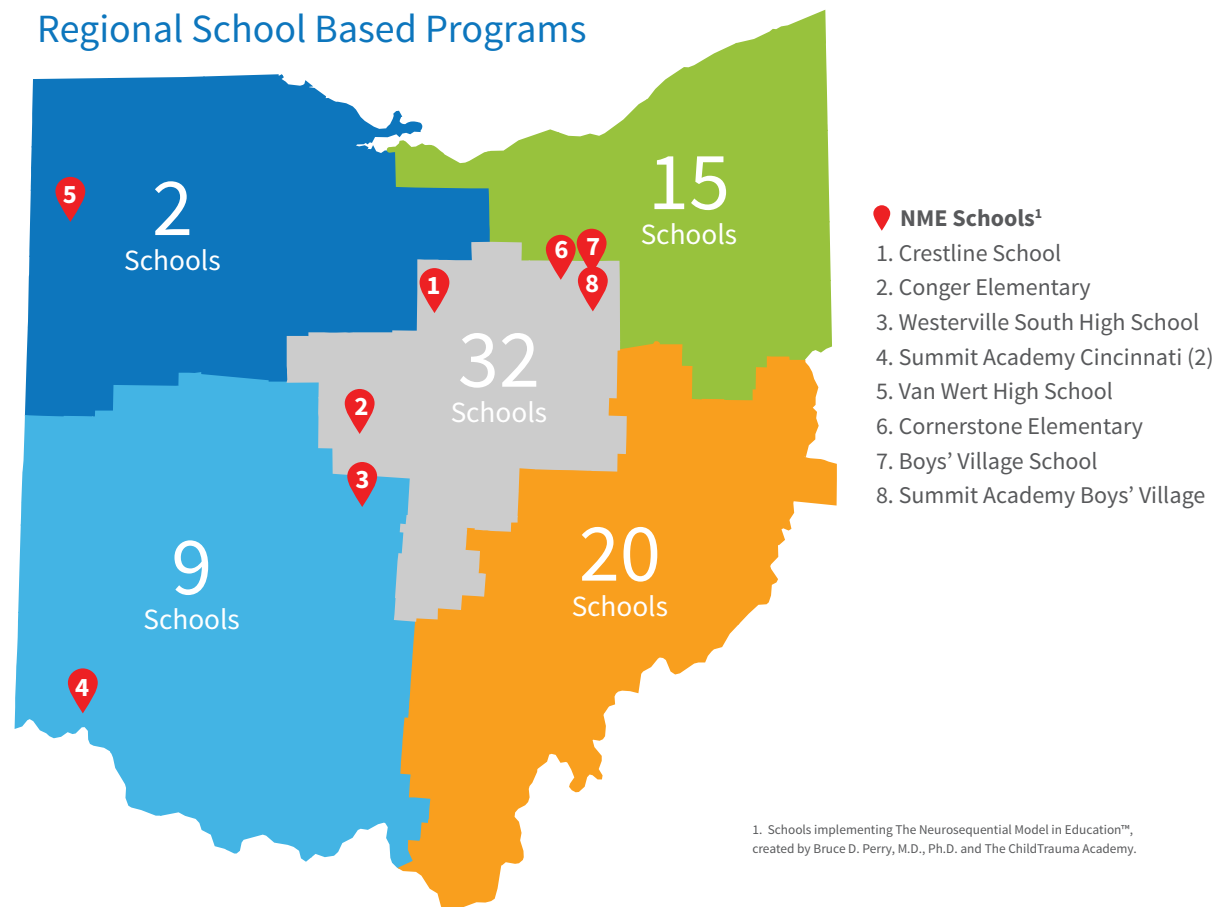 Regional School Based Programs
2
Schools
15
Schools
32
Schools
9
Schools
20
Schools
5
6
7
8
1
2
3
4
NME Schools¹
1. Crestline School
2. Conger Elementary
3. Westerville South High School
4. Summit Academy Cincinnati (2)
5. Van Wert High School
6. Cornerstone Elementary
7. Boys’ Village School
8. Summit Academy Boys’ Village
1. Schools implementing The Neurosequential Model in Education™,
created by Bruce D. Perry, M.D., Ph.D. and The ChildTrauma Academy.